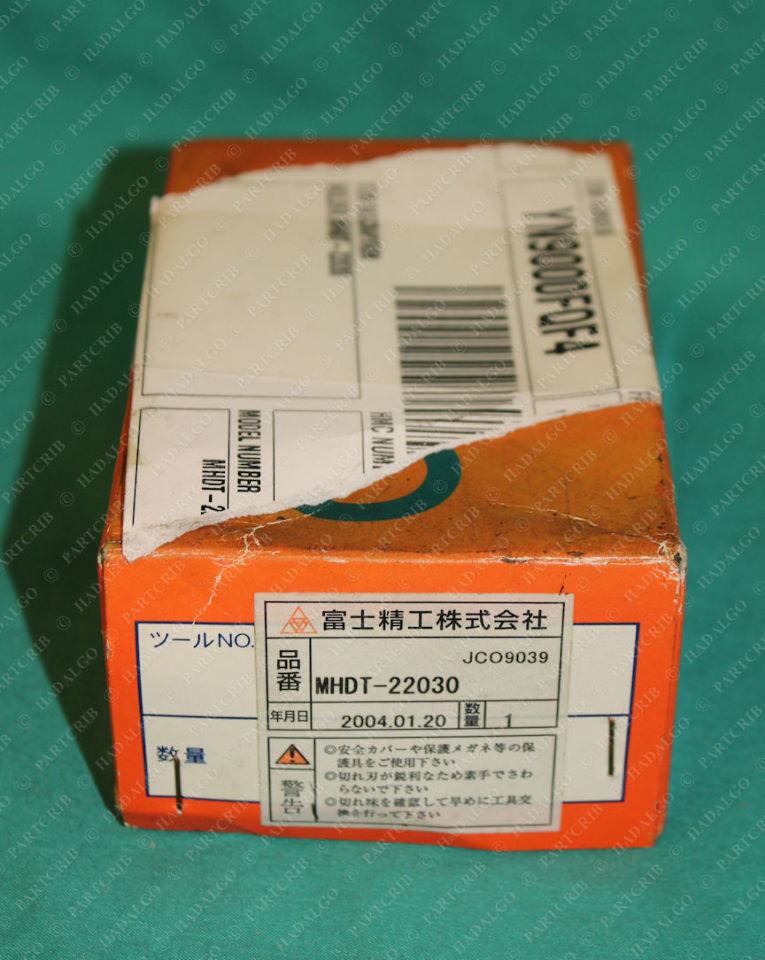 YN9000FQF4
HMC NUM
MODEL NUMBER
MHDT-2
ツールNO.
数量
富士精工株式会社
品番
JCO9039
MHDT-22030
年月日
2004.01.20
数量
1
警告
◎安全カバーや保護メガネ等の保
護具をご使用下さい
◎切れ刃が鋭利なため素手でさわ
らないで下さい
◎切れ味を確認して早めに工具交
換を行って下さい
© PARTCRIB
© HADALGO